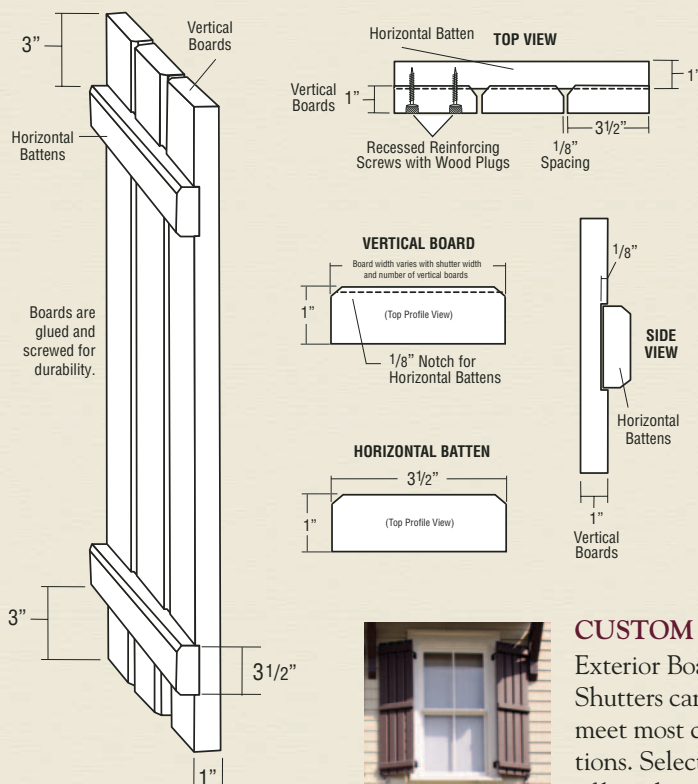 3”
Vertical
Boards
Horizontal
Battens
Boards are
glued and
screwed for
durability.
3”
3 1/2”
1”
Horizontal Batten
TOP VIEW
1”
Vertical
Boards
1”
Recessed Reinforcing
Screws with Wood Plugs
1/8”
Spacing
3 1/2”
VERTICAL BOARD
Board width varies with shutter width
and number of vertical boards
1”
(Top Profile View)
1/8” Notch for
Horizontal Battens
HORIZONTAL BATTEN
3 1/2”
1”
(Top Profile View)
1/8”
SIDE
VIEW
Horizontal
Battens
1”
Vertical
Boards
CUSTOM
Exterior Boa
Shutters can
meet most c
tions. Selec